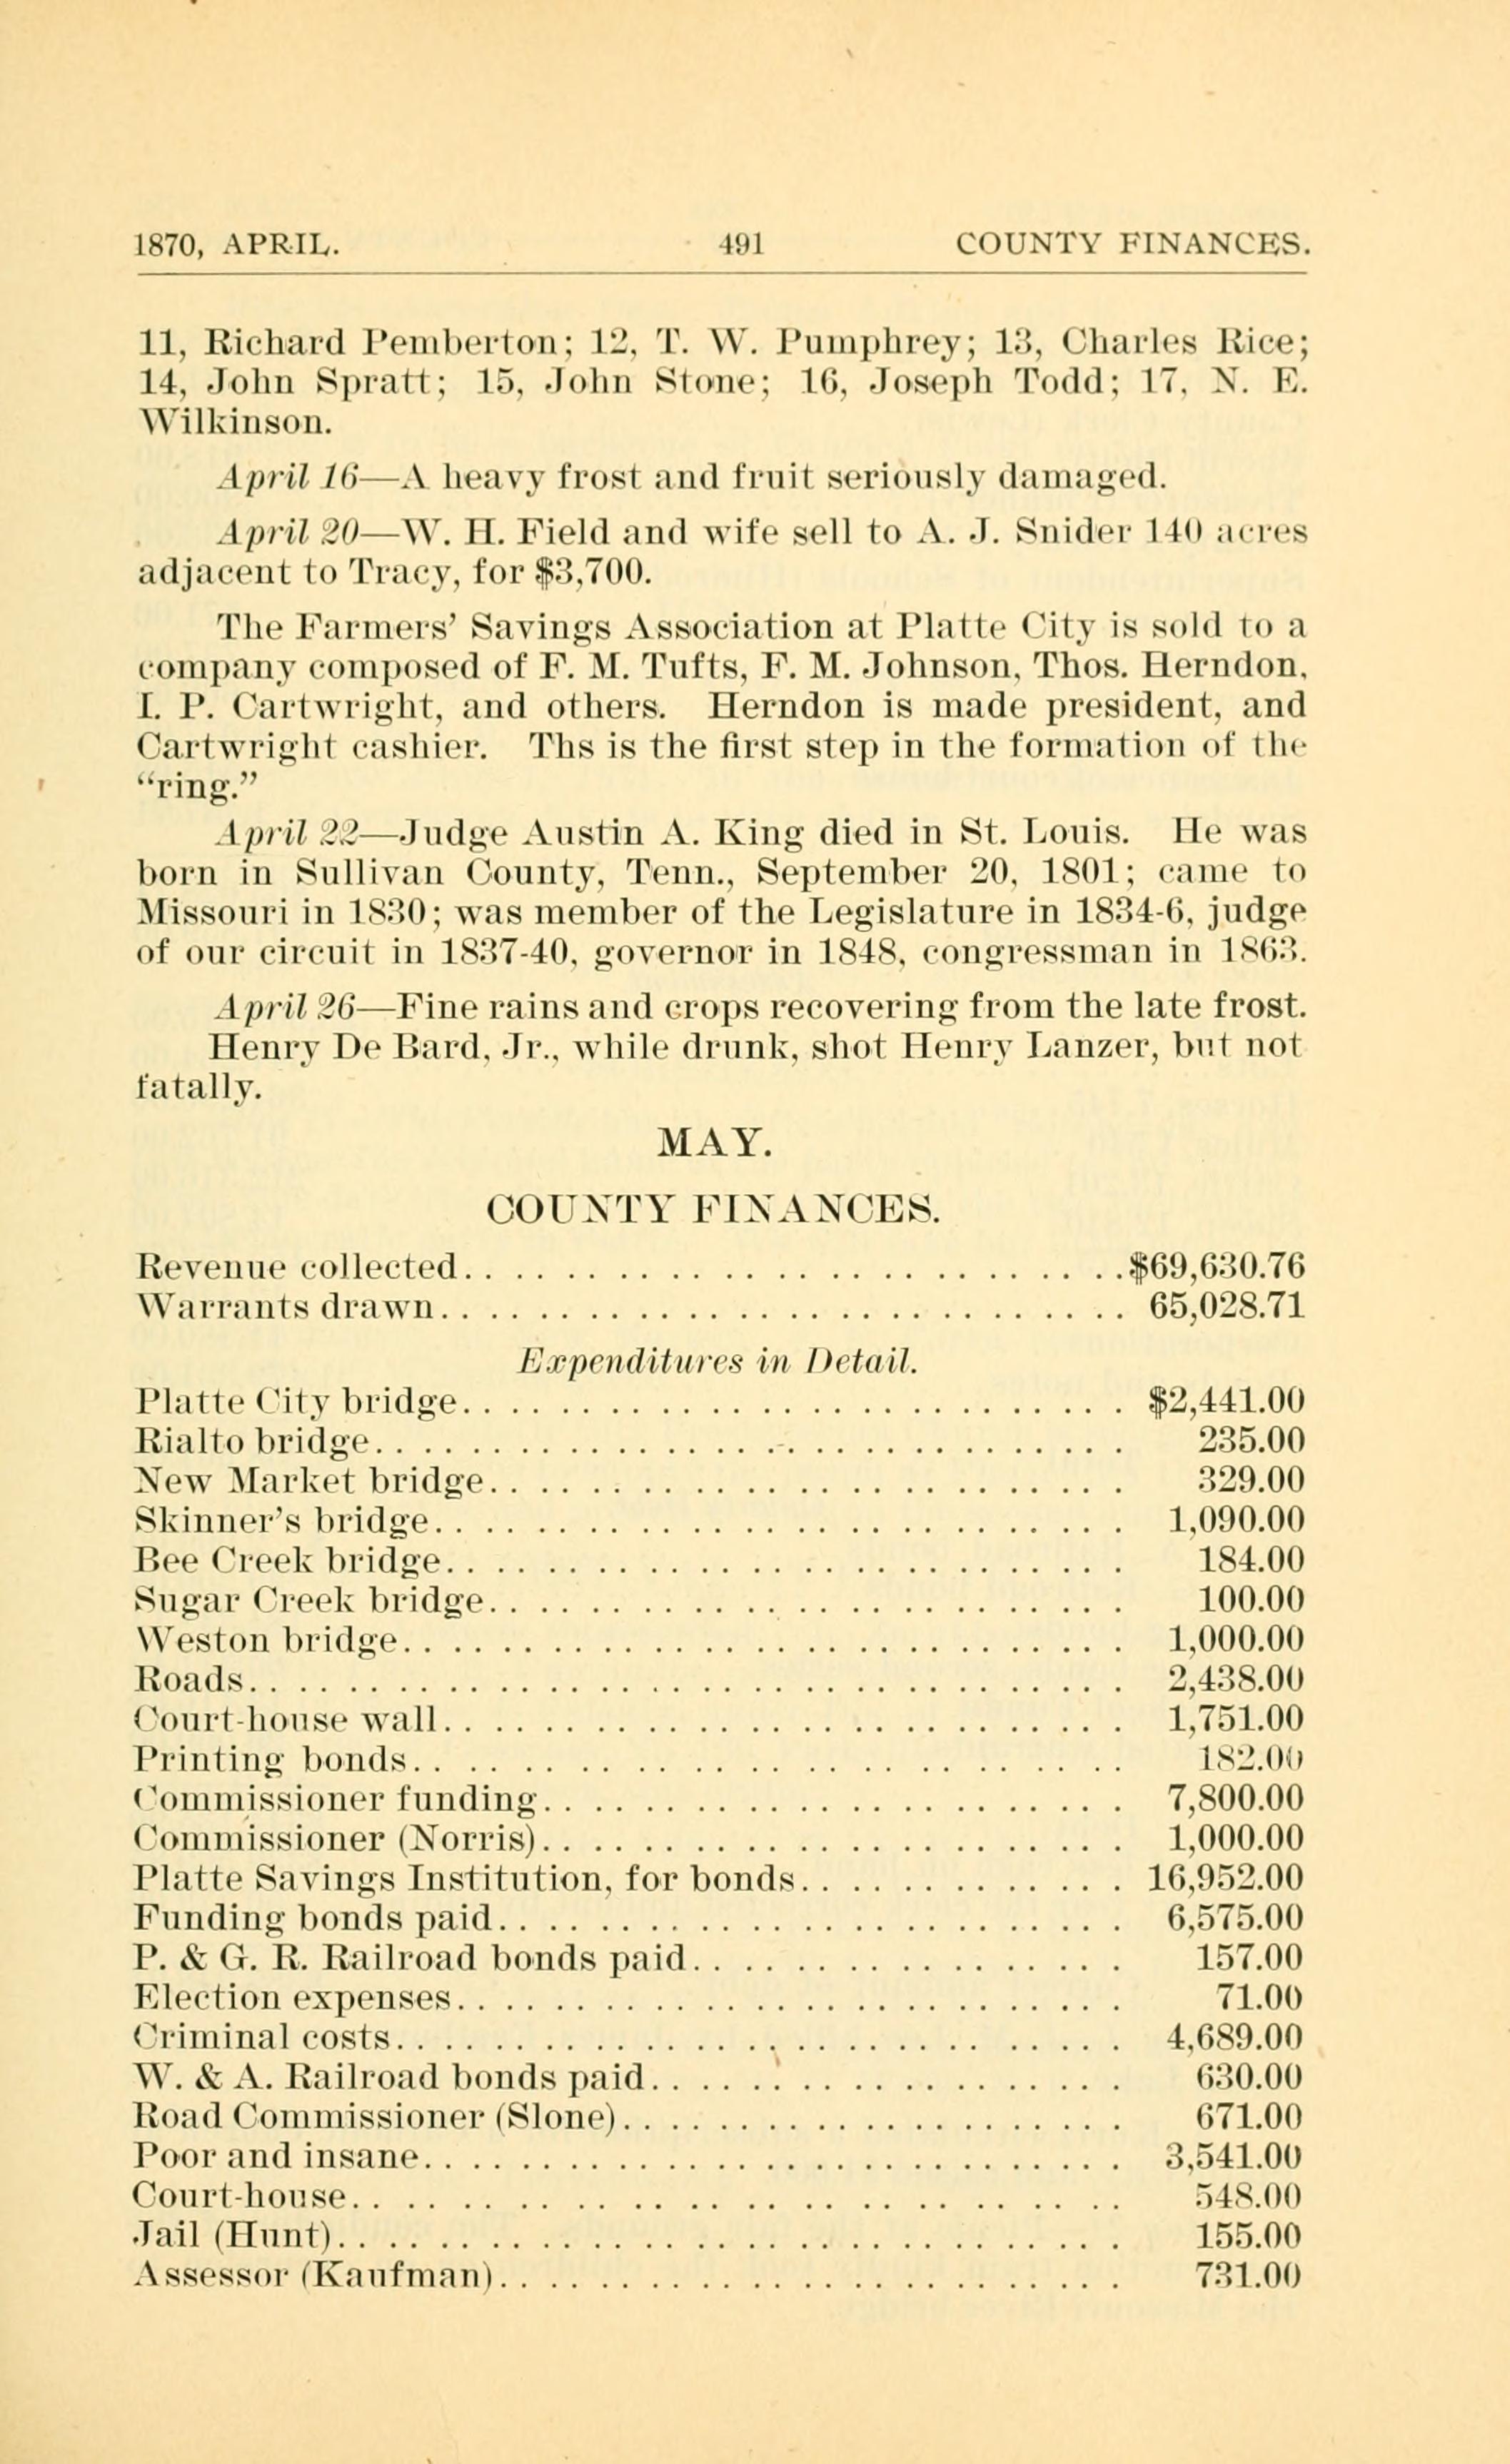 1870, APRIL. 491 COUNTY FINANCES.
11, Richard Pemberton; 12, T. W. Pumphrey; 13, Charles Rice;
14, John Spratt; 15, John Stone; 16, Joseph Todd; 17, N. E.
Wilkinson.
April 16—A heavy frost and fruit seriously damaged.
April 20—W. H. Field and wife sell to A. J. Snider 140 acres
adjacent to Tracy, for $3,700.
The Farmers' Savings Association at Platte City is sold to a
company composed of F. M. Tufts, F. M. Johnson, Thos. Herndon,
I. P. Cartwright, and others. Herndon is made president, and
Cartwright cashier. Ths is the first step in the formation of the
“ring.”
April 22—Judge Austin A. King died in St. Louis. He was
born in Sullivan County, Tenn., September 20, 1801; came to
Missouri in 1830; was member of the Legislature in 1834-6, judge
of our circuit in 1837-40, governor in 1848, congressman in 1863.
April 26—Fine rains and crops recovering from the late frost.
Henry De Bard, Jr., while drunk, shot Henry Lanzer, but not
fatally.
MAY.
COUNTY FINANCES.
Revenue collected. . . . . . . . . . . . . . . . . . . . . . . . . . .$69,630.76
Warrants drawn. . . . . . . . . . . . . . . . . . . . . . . . . . . . 65,028.71
Expenditures in Detail.
Platte City bridge. . . . . . . . . . . . . . . . . . . . . . . . . . . $2,441.00
Rialto bridge. . . . . . . . . . . . . . . . . . . . . . . . . . . . . . 235.00
New Market bridge. . . . . . . . . . . . . . . . . . . . . . . . . . 329.00
Skinner's bridge. . . . . . . . . . . . . . . . . . . . . . . . . . . . 1,090.00
Bee Creek bridge. . . . . . . . . . . . . . . . . . . . . . . . . . . . 184.00
Sugar Creek bridge. . . . . . . . . . . . . . . . . . . . . . . . . . 100.00
Weston bridge. . . . . . . . . . . . . . . . . . . . . . . . . . . . . 1,000.00
Roads. . . . . . . . . . . . . . . . . . . . . . . . . . . . . . . . . . . 2,438.00
Court-house wall. . . . . . . . . . . . . . . . . . . . . . . . . . . . 1,751.00
Printing bonds. . . . . . . . . . . . . . . . . . . . . . . . . . . . . 182.00
Commissioner funding. . . . . . . . . . . . . . . . . . . . . . . . 7,800.00
Commissioner (Norris). . . . . . . . . . . . . . . . . . . . . . . . 1,000.00
Platte Savings Institution, for bonds. . . . . . . . . . . . . . 16,952.00
Funding bonds paid. . . . . . . . . . . . . . . . . . . . . . . . . . 6,575.00
P. & G. R. Railroad bonds paid. . . . . . . . . . . . . . . . . . 157.00
Election expenses. . . . . . . . . . . . . . . . . . . . . . . . . . . 71.00
Criminal costs. . . . . . . . . . . . . . . . . . . . . . . . . . . . . 4,689.00
W. & A. Railroad bonds paid. . . . . . . . . . . . . . . . . . . . 630.00
Road Commissioner (Slone). . . . . . . . . . . . . . . . . . . . . 671.00
Poor and insane. . . . . . . . . . . . . . . . . . . . . . . . . . . . 3,541.00
Court-house. . . . . . . . . . . . . . . . . . . . . . . . . . . . . . . 548.00
Jail (Hunt). . . . . . . . . . . . . . . . . . . . . . . . . . . . . . . 155.00
Assessor (Kaufman). . . . . . . . . . . . . . . . . . . . . . . . . . 731.00